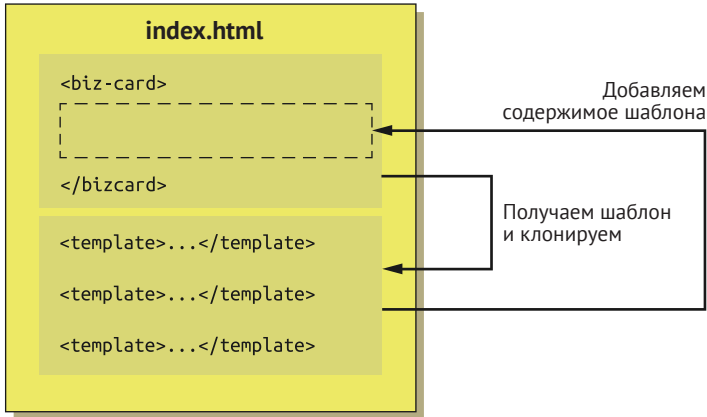 index.html
<biz-card>
</bizcard>
<template>...</template>
<template>...</template>
<template>...</template>
Добавляем
содержимое шаблона
Получаем шаблон
и клонируем